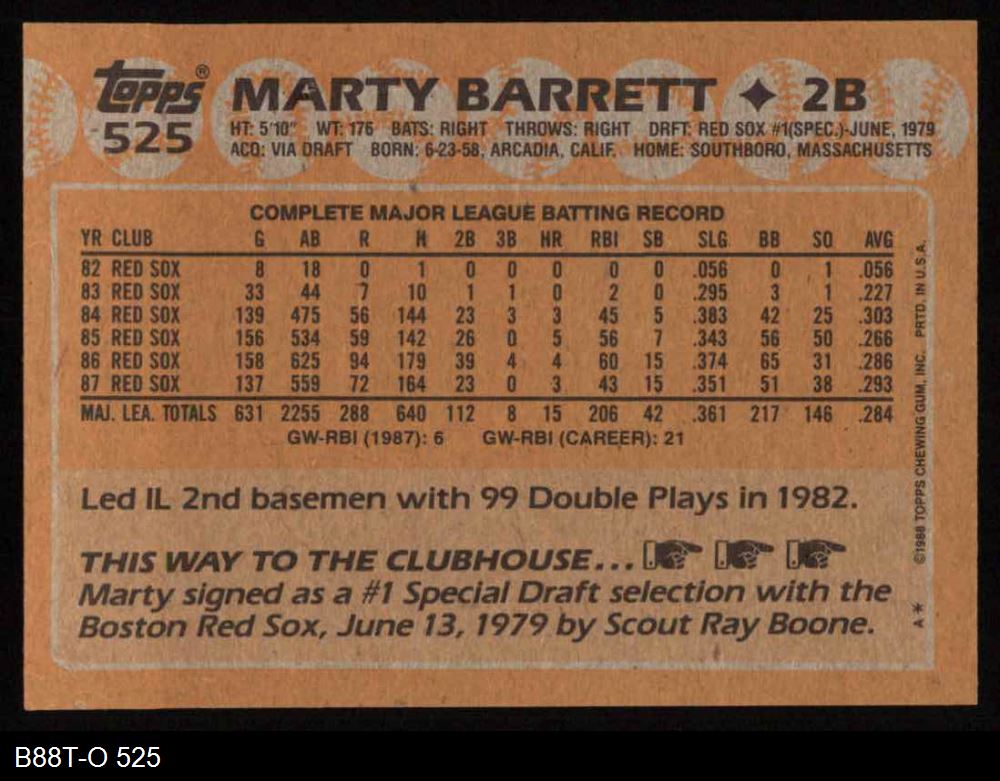 Topps® MARTY BARRETT ✦ 2B
525
HT: 5'10" WT: 176 BATS: RIGHT THROWS: RIGHT DRFT: RED SOX #1(SPEC.)-JUNE, 1979
ACQ: VIA DRAFT BORN: 6-23-58, ARCADIA, CALIF. HOME: SOUTHBORO, MASSACHUSETTS
COMPLETE MAJOR LEAGUE BATTING RECORD
YR CLUB G AB R H 2B 3B HR RBI SB SLG BB SO AVG
82 RED SOX 8 18 0 1 0 0 0 0 0 .056 0 1 .056
83 RED SOX 33 44 7 10 1 1 0 2 0 .295 3 1 .227
84 RED SOX 139 475 56 144 23 3 3 45 5 .383 42 25 .303
85 RED SOX 156 534 59 142 26 0 5 56 7 .343 56 50 .266
86 RED SOX 158 625 94 179 39 4 4 60 15 .374 65 31 .286
87 RED SOX 137 559 72 164 23 0 3 43 15 .351 51 38 .293
MAJ. LEA. TOTALS 631 2255 288 640 112 8 15 206 42 .361 217 146 .284
GW-RBI (1987): 6 GW-RBI (CAREER): 21
Led IL 2nd basemen with 99 Double Plays in 1982.
THIS WAY TO THE CLUBHOUSE...
Marty signed as a #1 Special Draft selection with the
Boston Red Sox, June 13, 1979 by Scout Ray Boone.
A* ©1988 TOPPS CHEWING GUM, INC. PRTD. IN U.S.A.
B88T-O 525